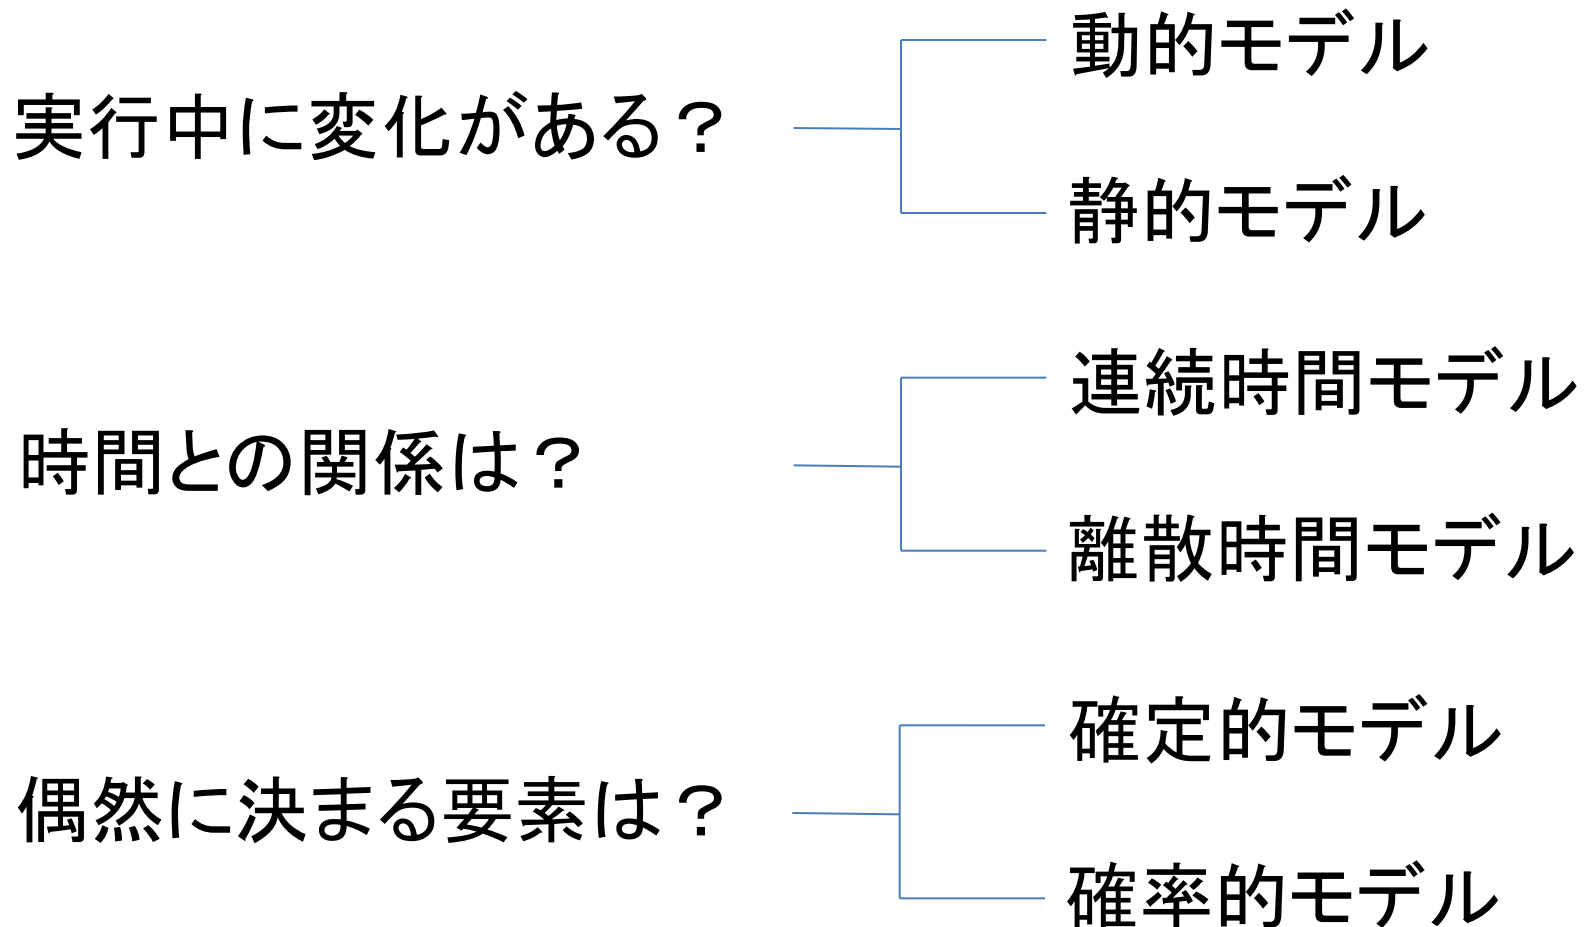 実行中に変化がある？
動的モデル
静的モデル
時間との関係は？
連続時間モデル
離散時間モデル
偶然に決まる要素は？
確定的モデル
確率的モデル